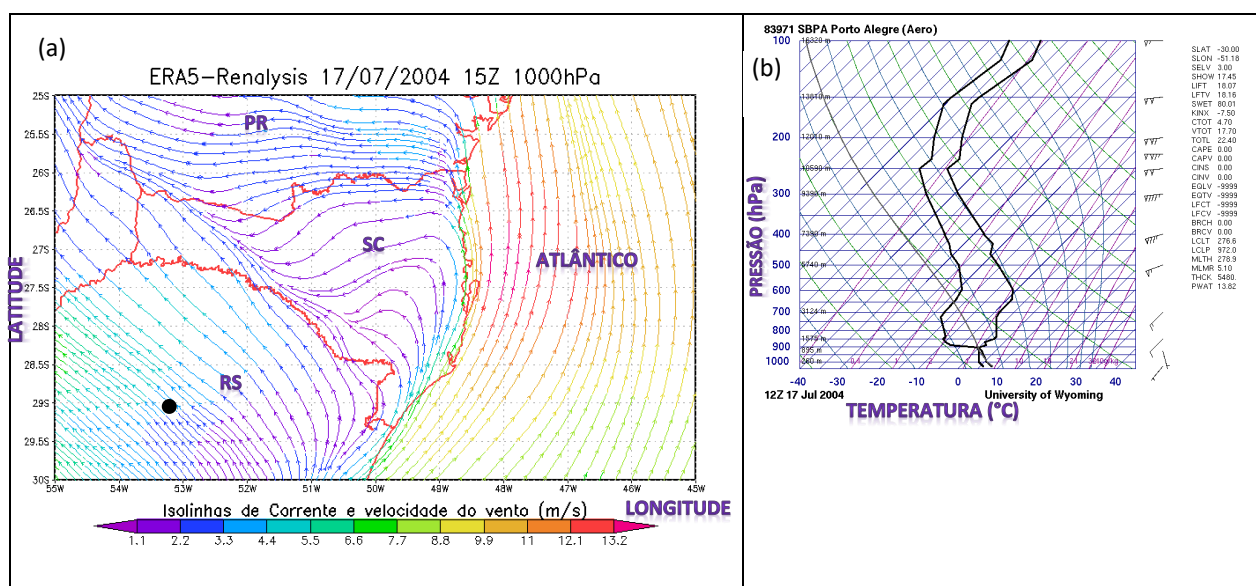 (a)
ERA5-Renalysis 17/07/2004 15Z 1000hPa
25S
25.5S
26S
26.5S
27S
27.5S
28S
28.5S
29S
29.5S
30S
LATITUDE
PR
SC
RS
ATLÂNTICO
55W 54W 53W 52W 51W 50W 49W 48W 47W 46W 45W
LONGITUDE
Isolinhas de Corrente e velocidade do vento (m/s)
1.1 2.2 3.3 4.4 5.5 6.6 7.7 8.8 9.9 11 12.1 13.2
83971 SBPA Porto Alegre (Aero)
(b)
PRESSÃO (hPa)
100
200
300
400
500
600
700
800
900
1000
5740 m
3124 m
-40 -30 -20 -10 0 10 20 30 40
12Z 17 Jul 2004
University of Wyoming
TEMPERATURA (°C)
SLAT -30.00
SLON -51.18
SELV 3.00
SHOW 17.45
LIFT 18.07
LFTV 18.16
SWET 80.01
KINX -7.50
CTOT 4.70
VTOT 17.70
TOTL 22.40
CAPE 0.00
CAPV 0.00
CINS 0.00
CINV 0.00
EQLV -9999
EQTV -9999
LFCT -9999
LFCV -9999
BRCH 0.00
BRCV 0.00
LCLT 276.6
LCLP 972.0
MLTH 278.9
MLMR 5.10
THCK 5480.
PWAT 13.62